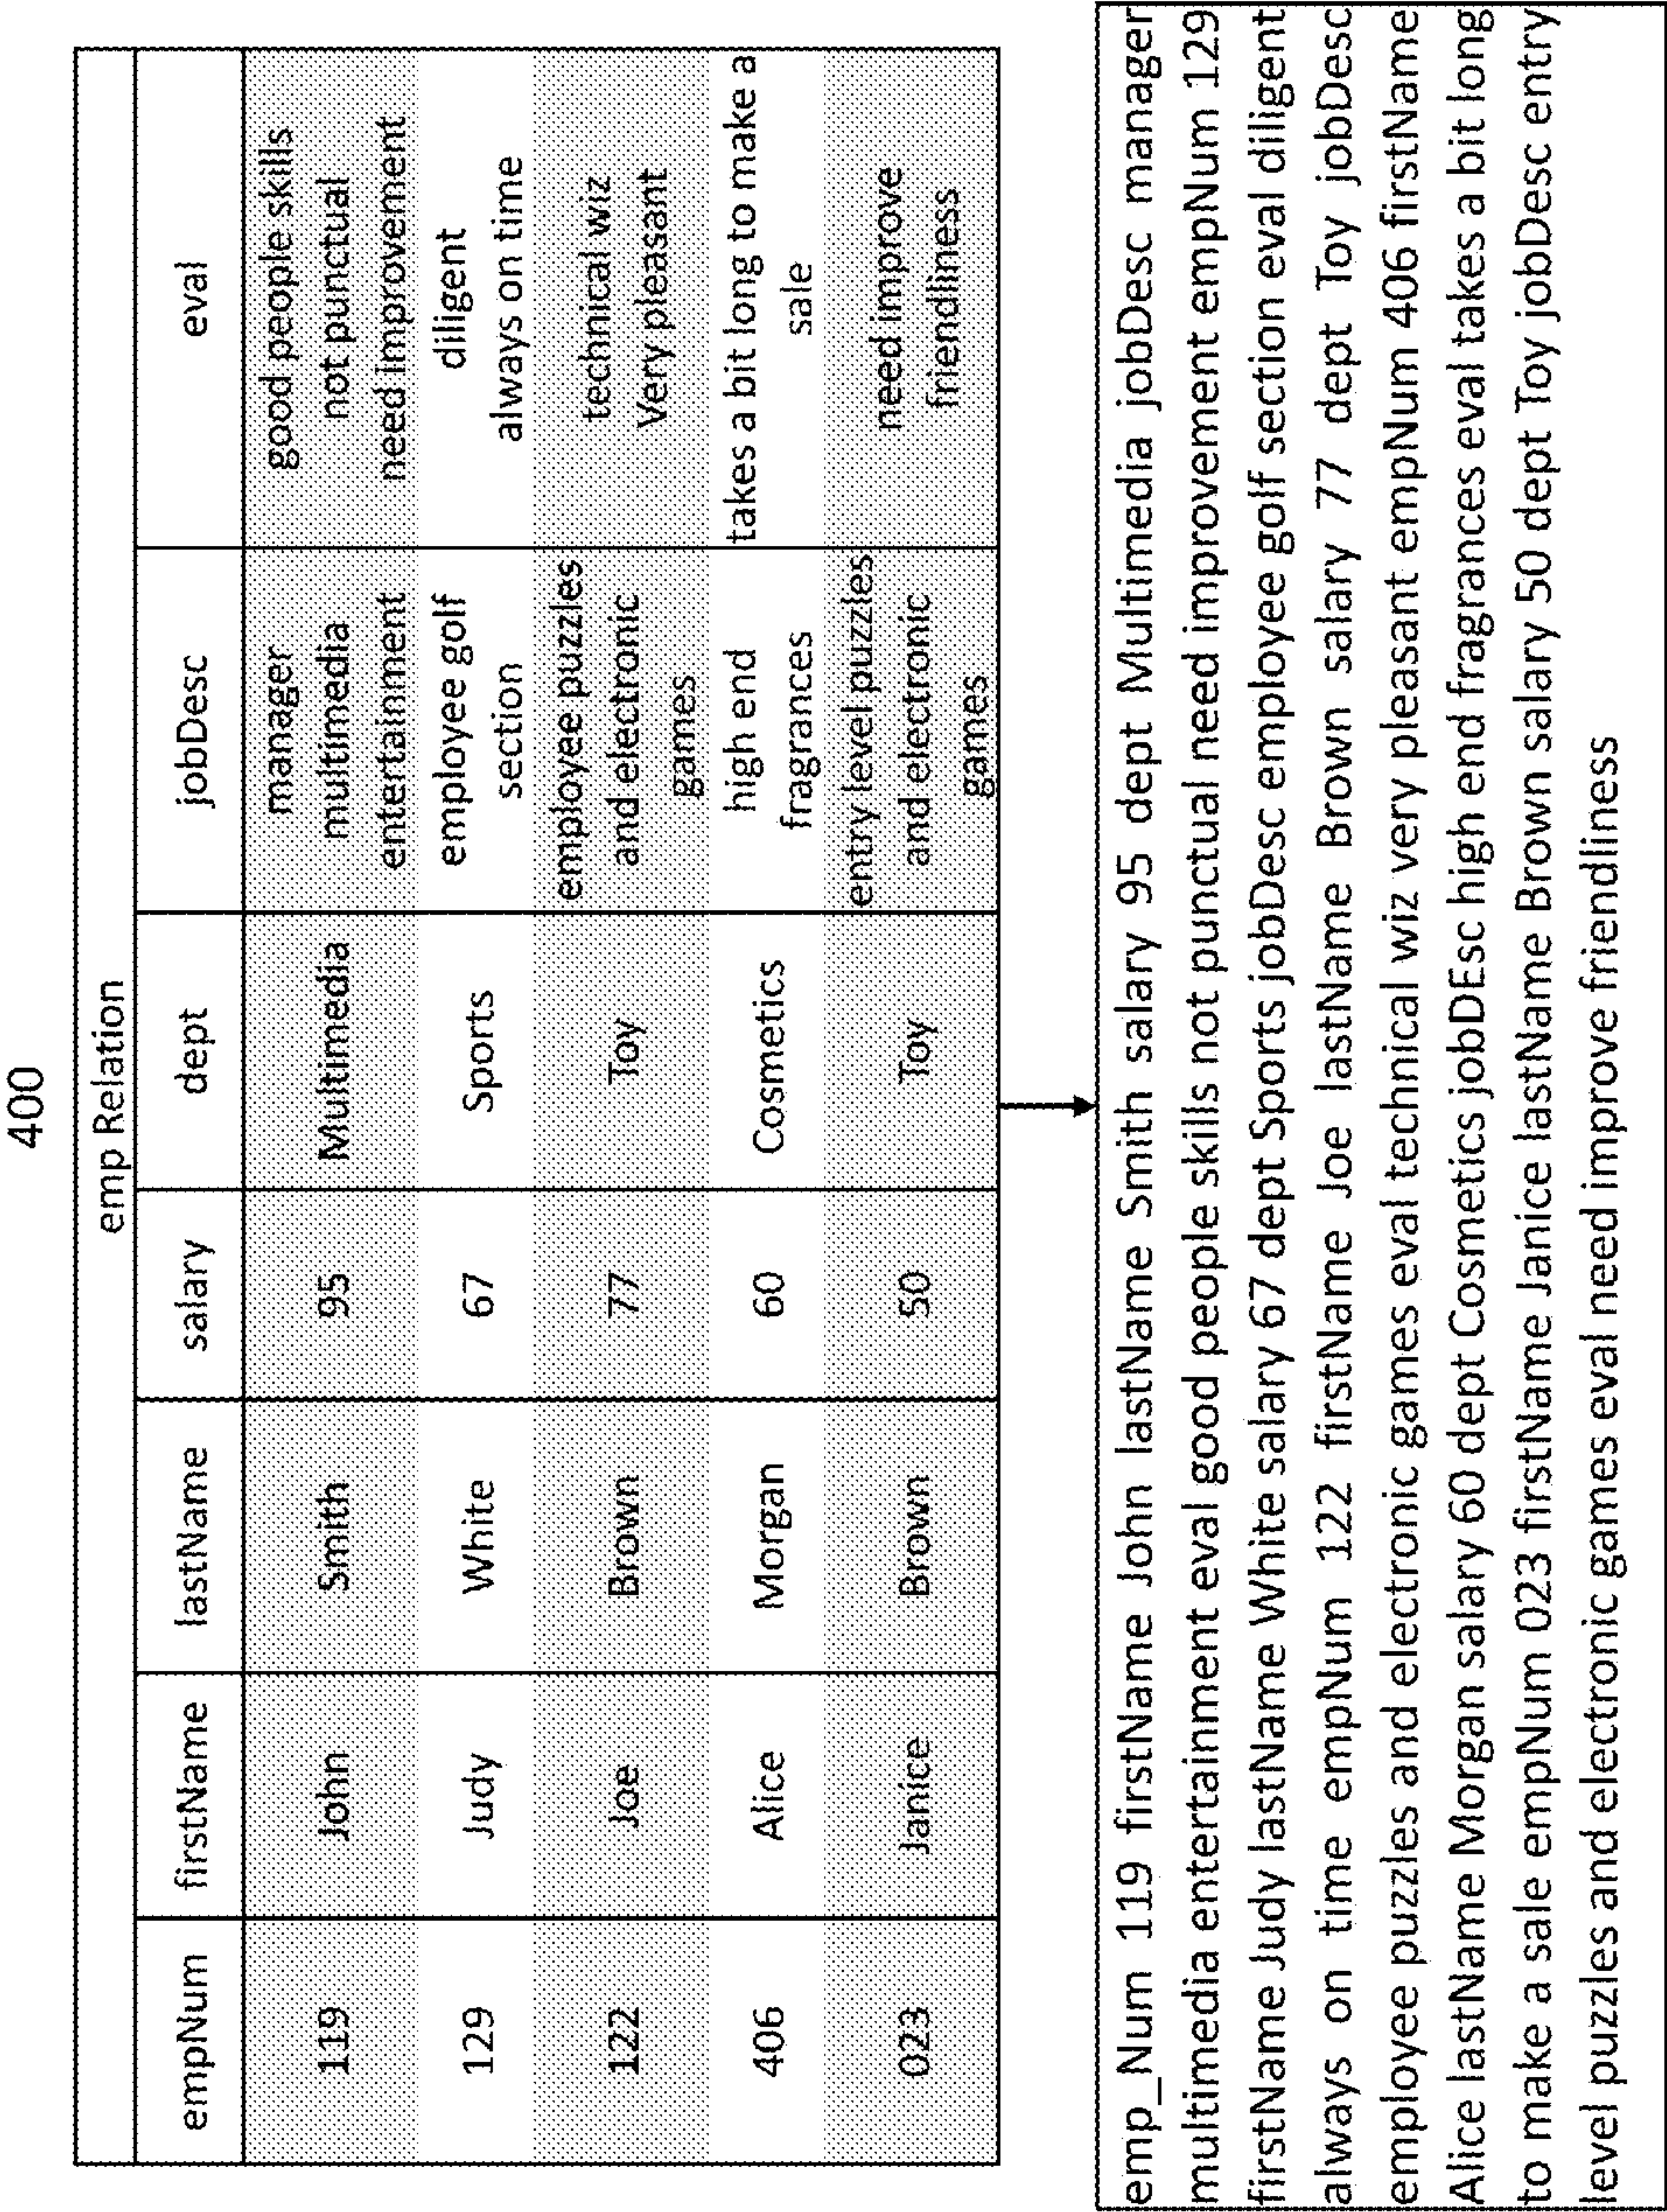 400
emp Relation
empNum firstName lastName salary dept jobDesc eval
119 John Smith 95 Multimedia manager multimedia entertainment good people skills not punctual need improvement
129 Judy White 67 Sports employee golf section diligent always on time
122 Joe Brown 77 Toy employee puzzles and electronic games technical wiz Very pleasant
406 Alice Morgan 60 Cosmetics high end fragrances takes a bit long to make a sale
023 Janice Brown 50 Toy entry level puzzles and electronic games need improve friendliness
emp_Num 119 firstName John lastName Smith salary 95 dept Multimedia jobDesc manager
multimedia entertainment eval good people skills not punctual need improvement empNum 129
firstName Judy lastName White salary 67 dept Sports jobDesc employee golf section eval diligent
always on time empNum 122 firstName Joe lastName Brown salary 77 dept Toy jobDesc
employee puzzles and electronic games eval technical wiz very pleasant empNum 406 firstName
Alice lastName Morgan salary 60 dept Cosmetics jobDEsc high end fragrances eval takes a bit long
to make a sale empNum 023 firstName Janice lastName Brown salary 50 dept Toy jobDesc entry
level puzzles and electronic games eval need improve friendliness